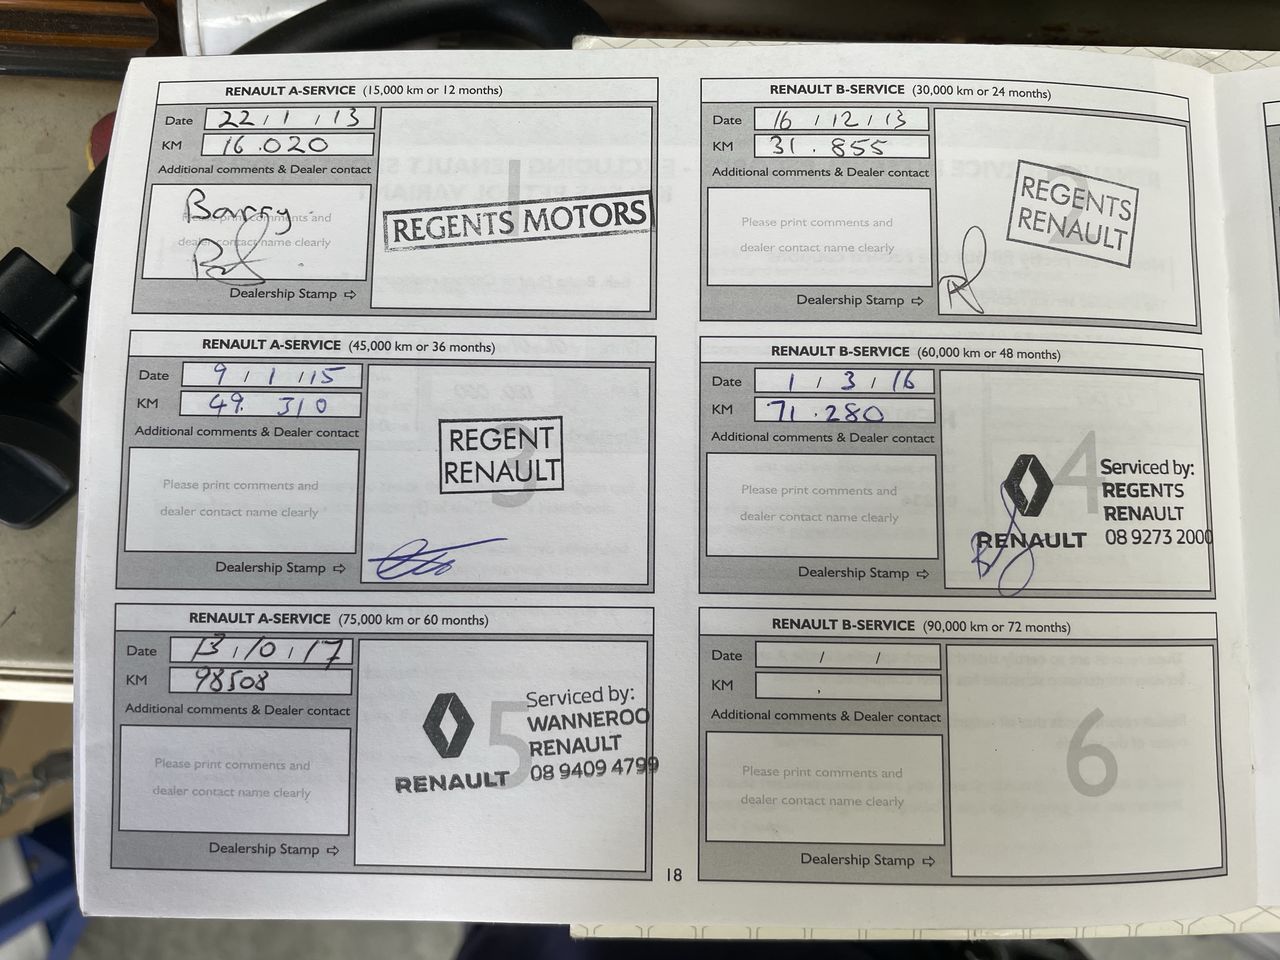 RENAULT A-SERVICE (15,000 km or 12 months)
Date 22 / 1 / 13
KM 16.020
Additional comments & Dealer contact
Please print comments and
dealer contact name clearly
Barry.
Dealership Stamp ⇨
1
REGENTS MOTORS
RENAULT B-SERVICE (30,000 km or 24 months)
Date 16 / 12 / 13
KM 31.855
Additional comments & Dealer contact
Please print comments and
dealer contact name clearly
Dealership Stamp ⇨
2
REGENTS
RENAULT
RENAULT A-SERVICE (45,000 km or 36 months)
Date 9 / 1 / 15
KM 49. 310
Additional comments & Dealer contact
Please print comments and
dealer contact name clearly
Dealership Stamp ⇨
3
REGENT
RENAULT
RENAULT B-SERVICE (60,000 km or 48 months)
Date 1 / 3 / 16
KM 71.280
Additional comments & Dealer contact
Please print comments and
dealer contact name clearly
Dealership Stamp ⇨
4
RENAULT
Serviced by:
REGENTS
RENAULT
08 9273 2000
RENAULT A-SERVICE (75,000 km or 60 months)
Date 13 / 10 / 17
KM 98508
Additional comments & Dealer contact
Please print comments and
dealer contact name clearly
Dealership Stamp ⇨
5
RENAULT
Serviced by:
WANNEROO
RENAULT
08 9409 4799
RENAULT B-SERVICE (90,000 km or 72 months)
Date / /
KM .
Additional comments & Dealer contact
Please print comments and
dealer contact name clearly
Dealership Stamp ⇨
6
18